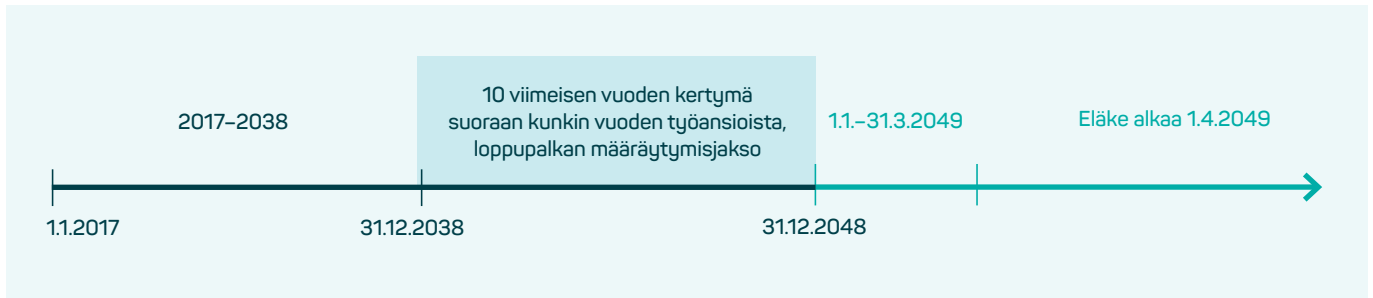 2017–2038
10 viimeisen vuoden kertymä
suoraan kunkin vuoden työansioista,
loppupalkan määräytymisjakso
1.1.–31.3.2049
Eläke alkaa 1.4.2049
1.1.2017
31.12.2038
31.12.2048